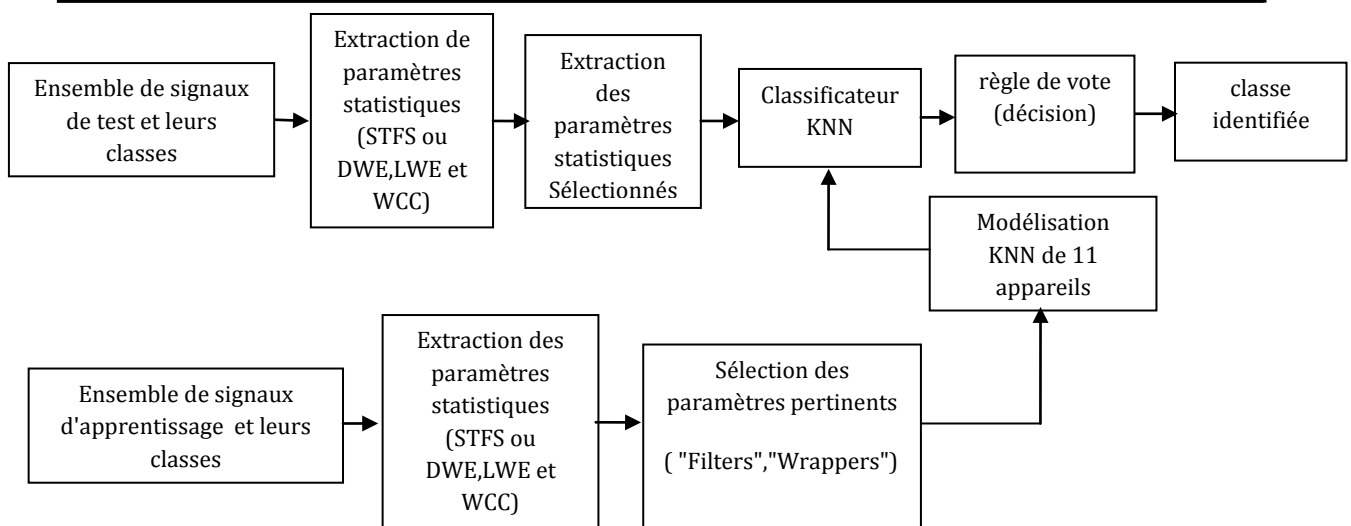 Ensemble de signaux
de test et leurs
classes
Extraction de
paramètres
statistiques
(STFS ou
DWE,LWE et
WCC)
Extraction
des
paramètres
statistiques
Sélectionnés
Classificateur
KNN
règle de vote
(décision)
classe
identifiée
Modélisation
KNN de 11
appareils
Ensemble de signaux
d'apprentissage et leurs
classes
Extraction des
paramètres
statistiques
(STFS ou
DWE,LWE et
WCC)
Sélection des
paramètres pertinents
( "Filters","Wrappers")